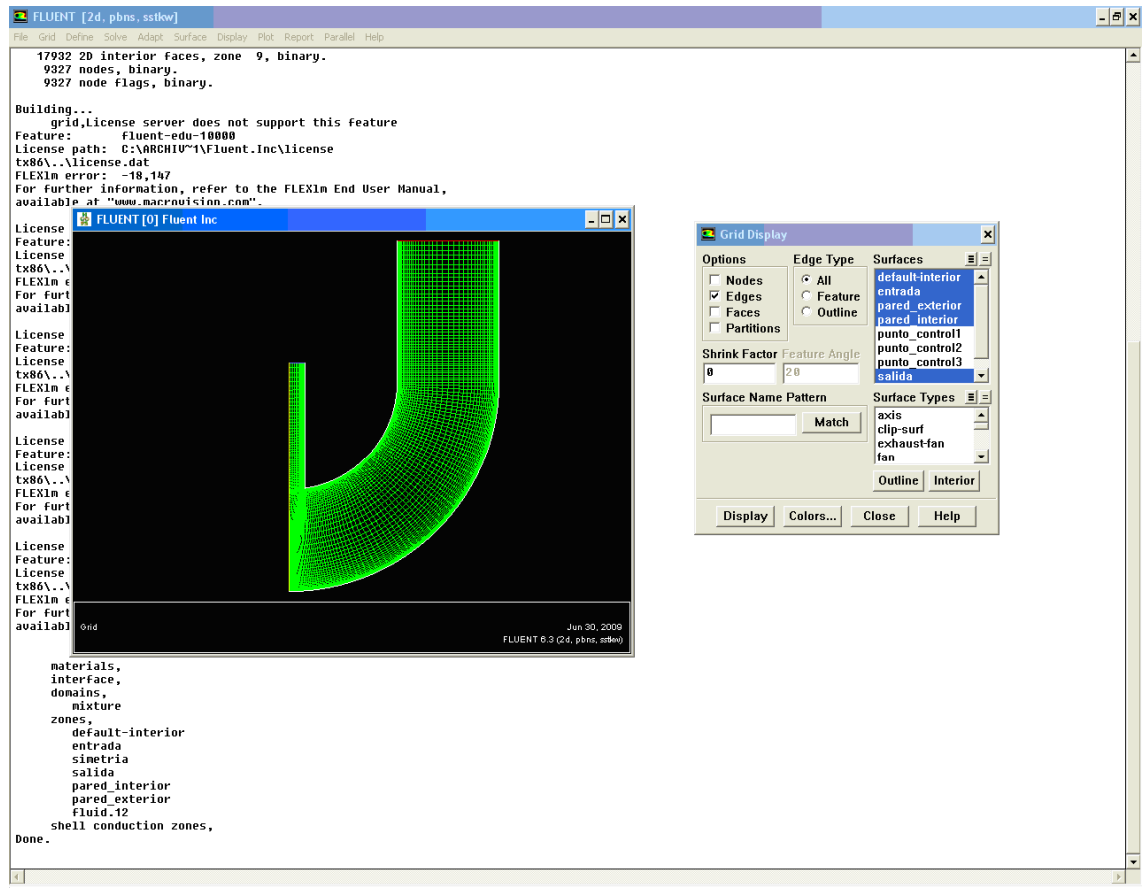 FLUENT [2d, pbns, sstkw]
File Grid Define Solve Adapt Surface Display Plot Report Parallel Help
17932 2D interior faces, zone 9, binary.
9327 nodes, binary.
9327 node flags, binary.
Building...
grid,License server does not support this feature
Feature: fluent-edu-10000
License path: C:\ARCHIV~1\Fluent.Inc\license
tx86\..\license.dat
FLEXlm error: -18,147
For further information, refer to the FLEXlm End User Manual,
available at "www.macrovision.com".
License
Feature:
License
tx86\..\
FLEXlm e
For furt
availabl
License
Feature:
License
tx86\..\
FLEXlm e
For furt
availabl
License
Feature:
License
tx86\..\
FLEXlm e
For furt
availabl
License
Feature:
License
tx86\..\
FLEXlm e
For furt
availabl
FLUENT [0] Fluent Inc
Grid
Jun 30, 2009
FLUENT 6.3 (2d, pbns, sstkw)
materials,
interface,
domains,
mixture
zones,
default-interior
entrada
simetria
salida
pared_interior
pared_exterior
fluid.12
shell conduction zones,
Done.
Grid Display
Options
Nodes
Edges
Faces
Partitions
Edge Type
All
Feature
Outline
Surfaces
default-interior
entrada
pared_exterior
pared_interior
punto_control1
punto_control2
punto_control3
salida
Shrink Factor Feature Angle
0 20
Surface Name Pattern
Match
Surface Types
axis
clip-surf
exhaust-fan
fan
Outline Interior
Display Colors... Close Help